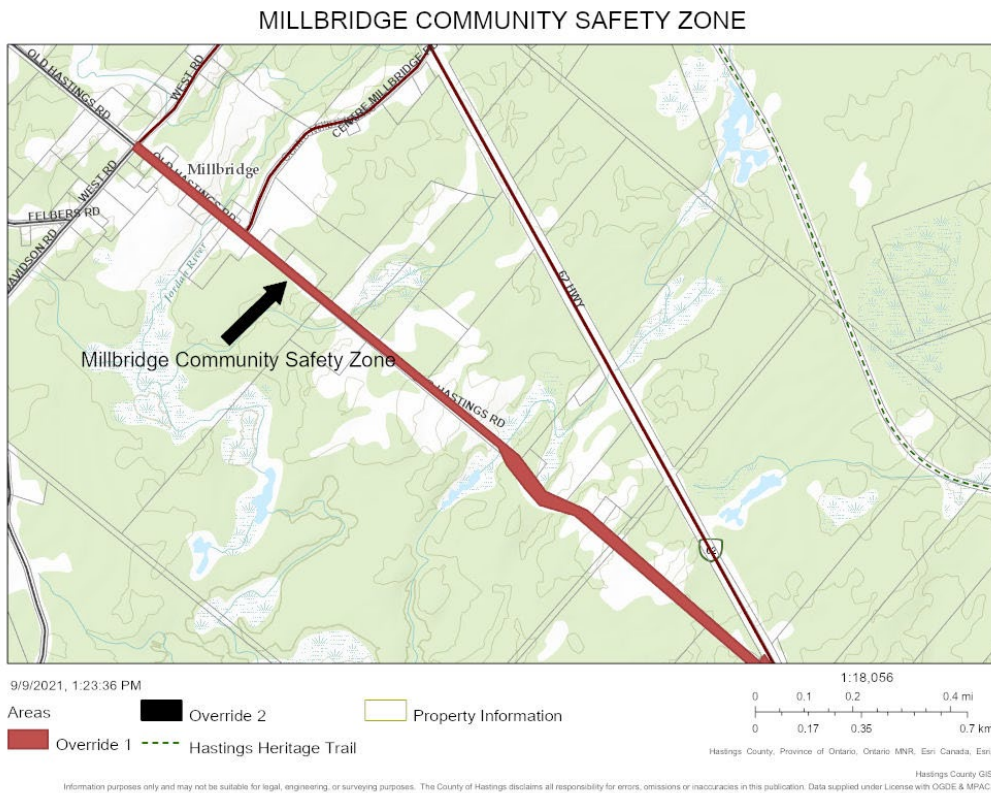 MILLBRIDGE COMMUNITY SAFETY ZONE
OLD HASTINGS RD
WEST RD
CENTRE MILLBRIDGE RD
OLD HASTINGS RD
Millbridge
WEST RD
FELBERS RD
DAVIDSON RD
Jordan River
62 HWY
Millbridge Community Safety Zone
HASTINGS RD
62
9/9/2021, 1:23:36 PM
Areas
Override 1
Override 2
Hastings Heritage Trail
Property Information
1:18,056
0 0.1 0.2 0.4 mi
0 0.17 0.35 0.7 km
Hastings County, Province of Ontario, Ontario MNR, Esri Canada, Esri,
Hastings County GIS
Information purposes only and may not be suitable for legal, engineering, or surveying purposes. The County of Hastings disclaims all responsibility for errors, omissions or inaccuracies in this publication. Data supplied under License with OGDE & MPAC